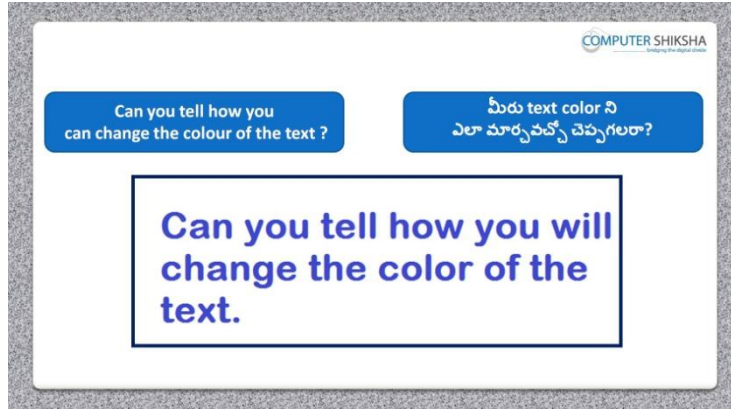 COMPUTER SHIKSHA
bridging the digital divide
Can you tell how you
can change the colour of the text ?
మీరు text color ని
ఎలా మార్చవచ్చో చెప్పగలరా?
Can you tell how you will
change the color of the
text.